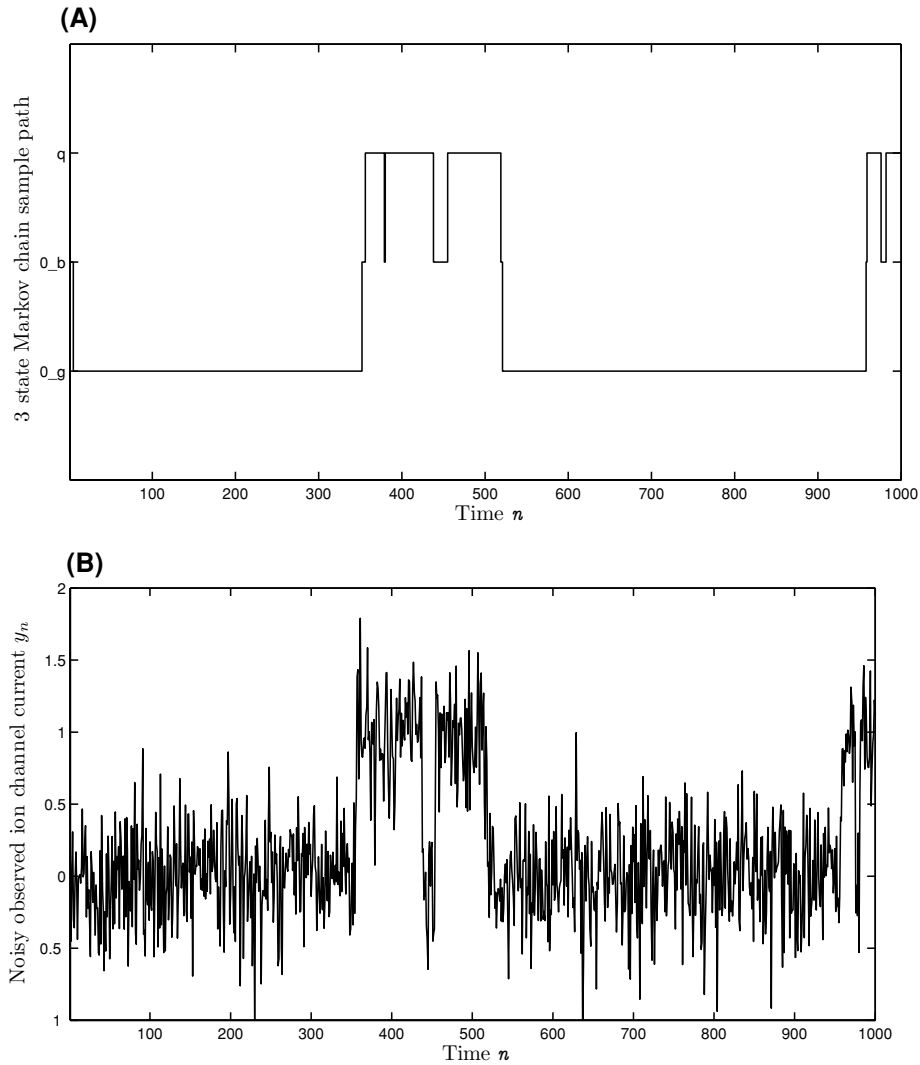 (A)
3 state Markov chain sample path
q
0_b
0_g
100 200 300 400 500 600 700 800 900 1000
Time n
(B)
Noisy observed ion channel current yₙ
2
1.5
1
0.5
0
0.5
1
100 200 300 400 500 600 700 800 900 1000
Time n